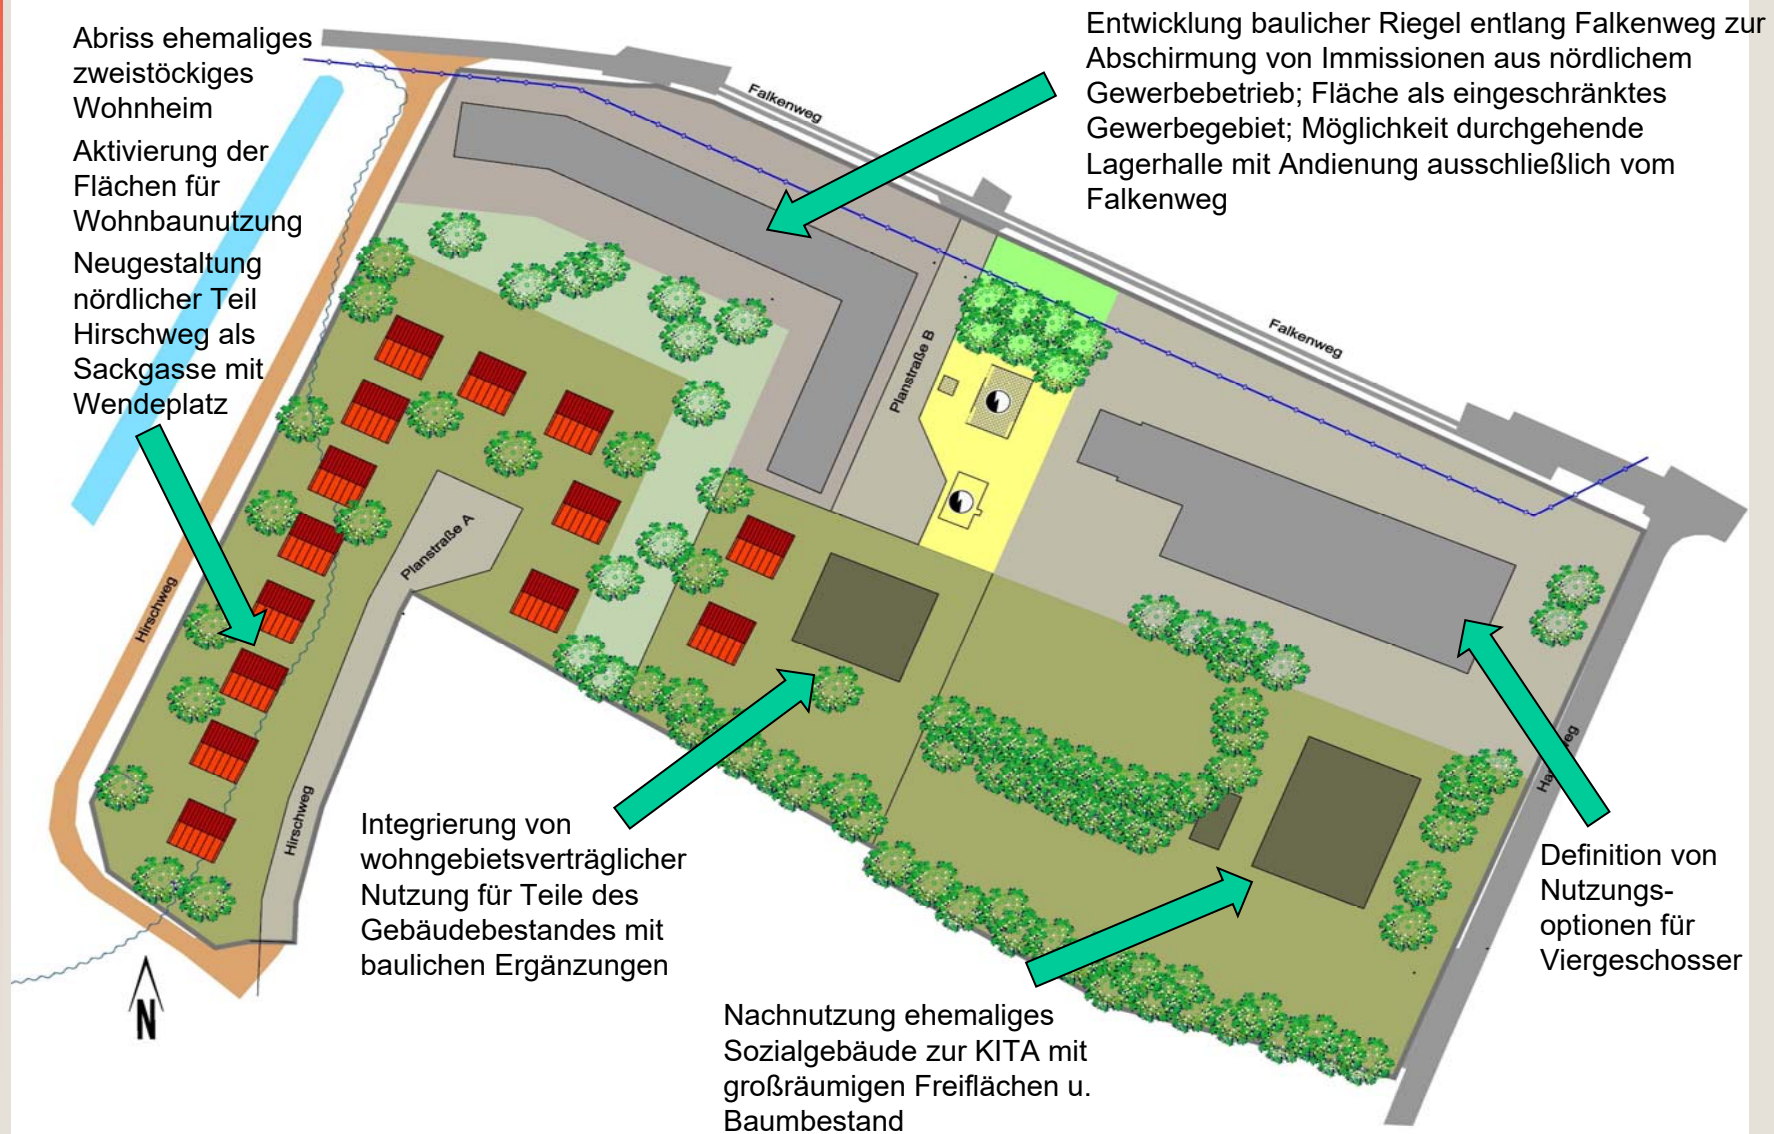 Abriss ehemaliges
zweistöckiges
Wohnheim
Aktivierung der
Flächen für
Wohnbaunutzung
Neugestaltung
nördlicher Teil
Hirschweg als
Sackgasse mit
Wendeplatz
Entwicklung baulicher Riegel entlang Falkenweg zur
Abschirmung von Immissionen aus nördlichem
Gewerbebetrieb; Fläche als eingeschränktes
Gewerbegebiet; Möglichkeit durchgehende
Lagerhalle mit Andienung ausschließlich vom
Falkenweg
Falkenweg
Falkenweg
Planstraße B
Planstraße A
Hirschweg
Hirschweg
Integrierung von
wohngebietsverträglicher
Nutzung für Teile des
Gebäudebestandes mit
baulichen Ergänzungen
Definition von
Nutzungs-
optionen für
Viergeschosser
Nachnutzung ehemaliges
Sozialgebäude zur KITA mit
großräumigen Freiflächen u.
Baumbestand
N